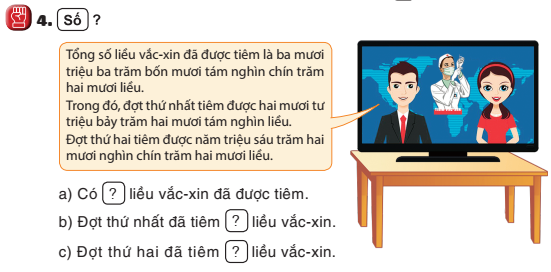 4. Số ?
Tổng số liều vắc-xin đã được tiêm là ba mươi
triệu ba trăm bốn mươi tám nghìn chín trăm
hai mươi liều.
Trong đó, đợt thứ nhất tiêm được hai mươi tư
triệu bảy trăm hai mươi tám nghìn liều.
Đợt thứ hai tiêm được năm triệu sáu trăm hai
mươi nghìn chín trăm hai mươi liều.
a) Có ? liều vắc-xin đã được tiêm.
b) Đợt thứ nhất đã tiêm ? liều vắc-xin.
c) Đợt thứ hai đã tiêm ? liều vắc-xin.